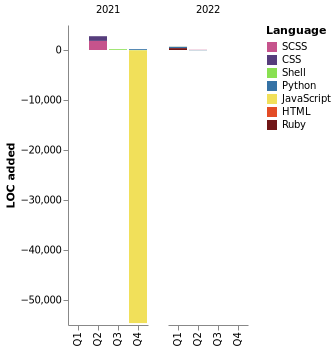 2021 2022
Language
SCSS
CSS
Shell
Python
JavaScript
HTML
Ruby
LOC added
0
−10,000
−20,000
−30,000
−40,000
−50,000
Q1 Q2 Q3 Q4 Q1 Q2 Q3 Q4